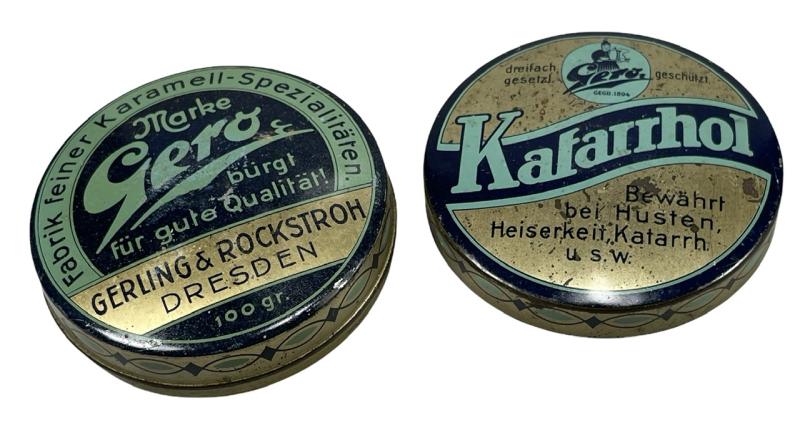 Fabrik feiner Karamell-Spezialitäten.
Marke
Gero
bürgt
für gute Qualität!
GERLING & ROCKSTROH
DRESDEN
100 gr.
dreifach
gesetzl.
Gero
geschützt.
GEGR. 1894
Katarrhol
Bewährt
bei Husten,
Heiserkeit, Katarrh
u. s. w.